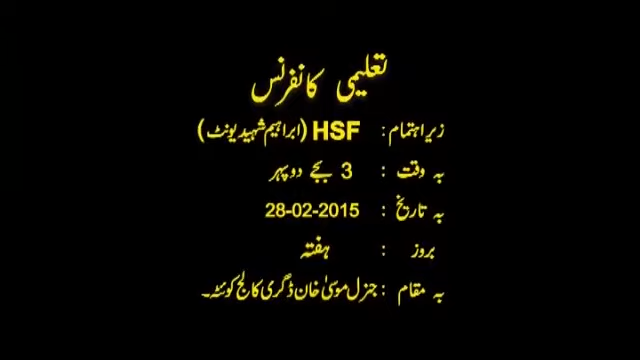 تعلیمی کانفرنس
زیر اہتمام : HSF (ابراہیم شہید یونٹ)
بہ وقت : 3 بجے دوپہر
بہ تاریخ : 28-02-2015
بروز : ہفتہ
بہ مقام : جنرل موسیٰ خان ڈگری کالج کوئٹہ۔